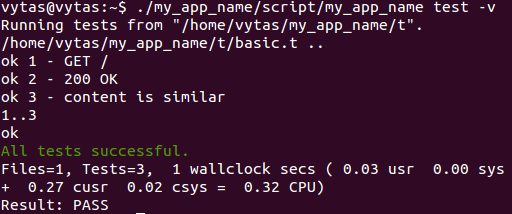 vytas@vytas:~$ ./my_app_name/script/my_app_name test -v
Running tests from "/home/vytas/my_app_name/t".
/home/vytas/my_app_name/t/basic.t ..
ok 1 - GET /
ok 2 - 200 OK
ok 3 - content is similar
1..3
ok
All tests successful.
Files=1, Tests=3,  1 wallclock secs ( 0.03 usr  0.00 sys
+  0.27 cusr  0.02 csys =  0.32 CPU)
Result: PASS